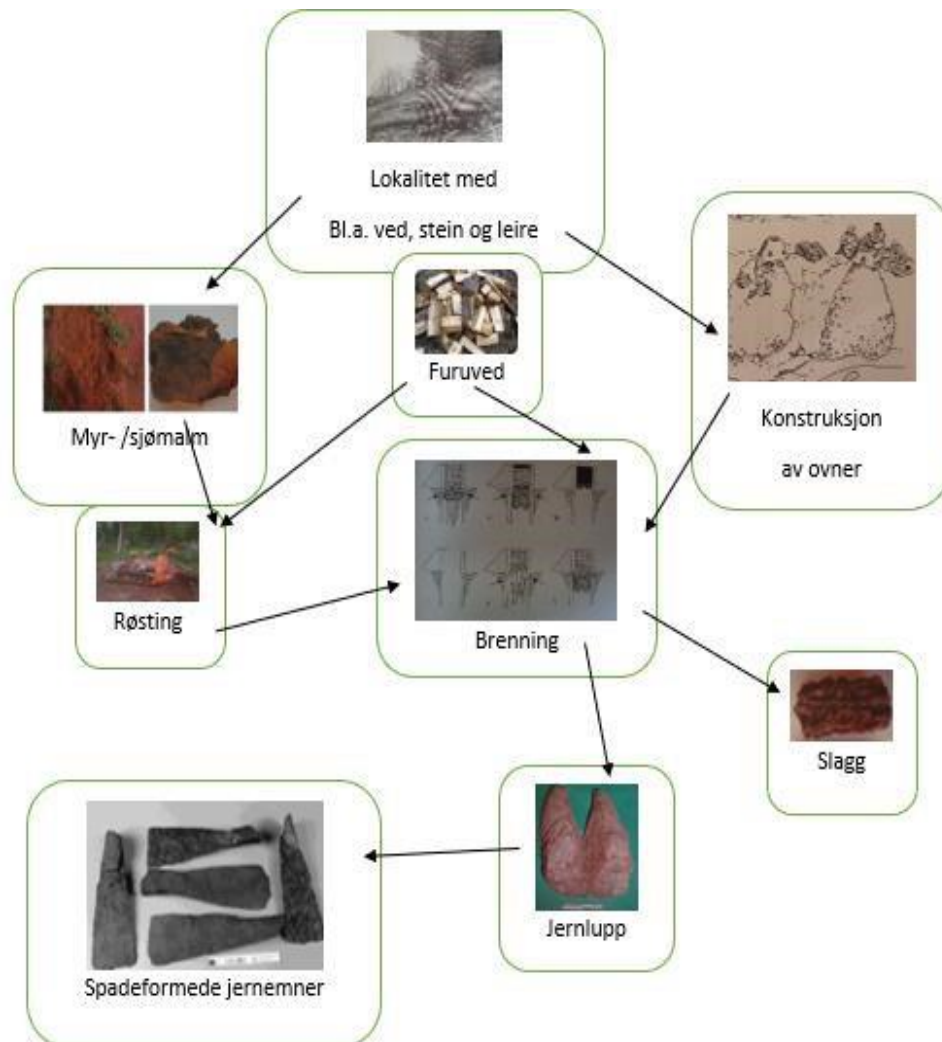 Lokalitet med
Bl.a. ved, stein og leire
Furuved
Myr- /sjømalm
Konstruksjon
av ovner
Røsting
Brenning
Slagg
Jernlupp
Spadeformede jernemner